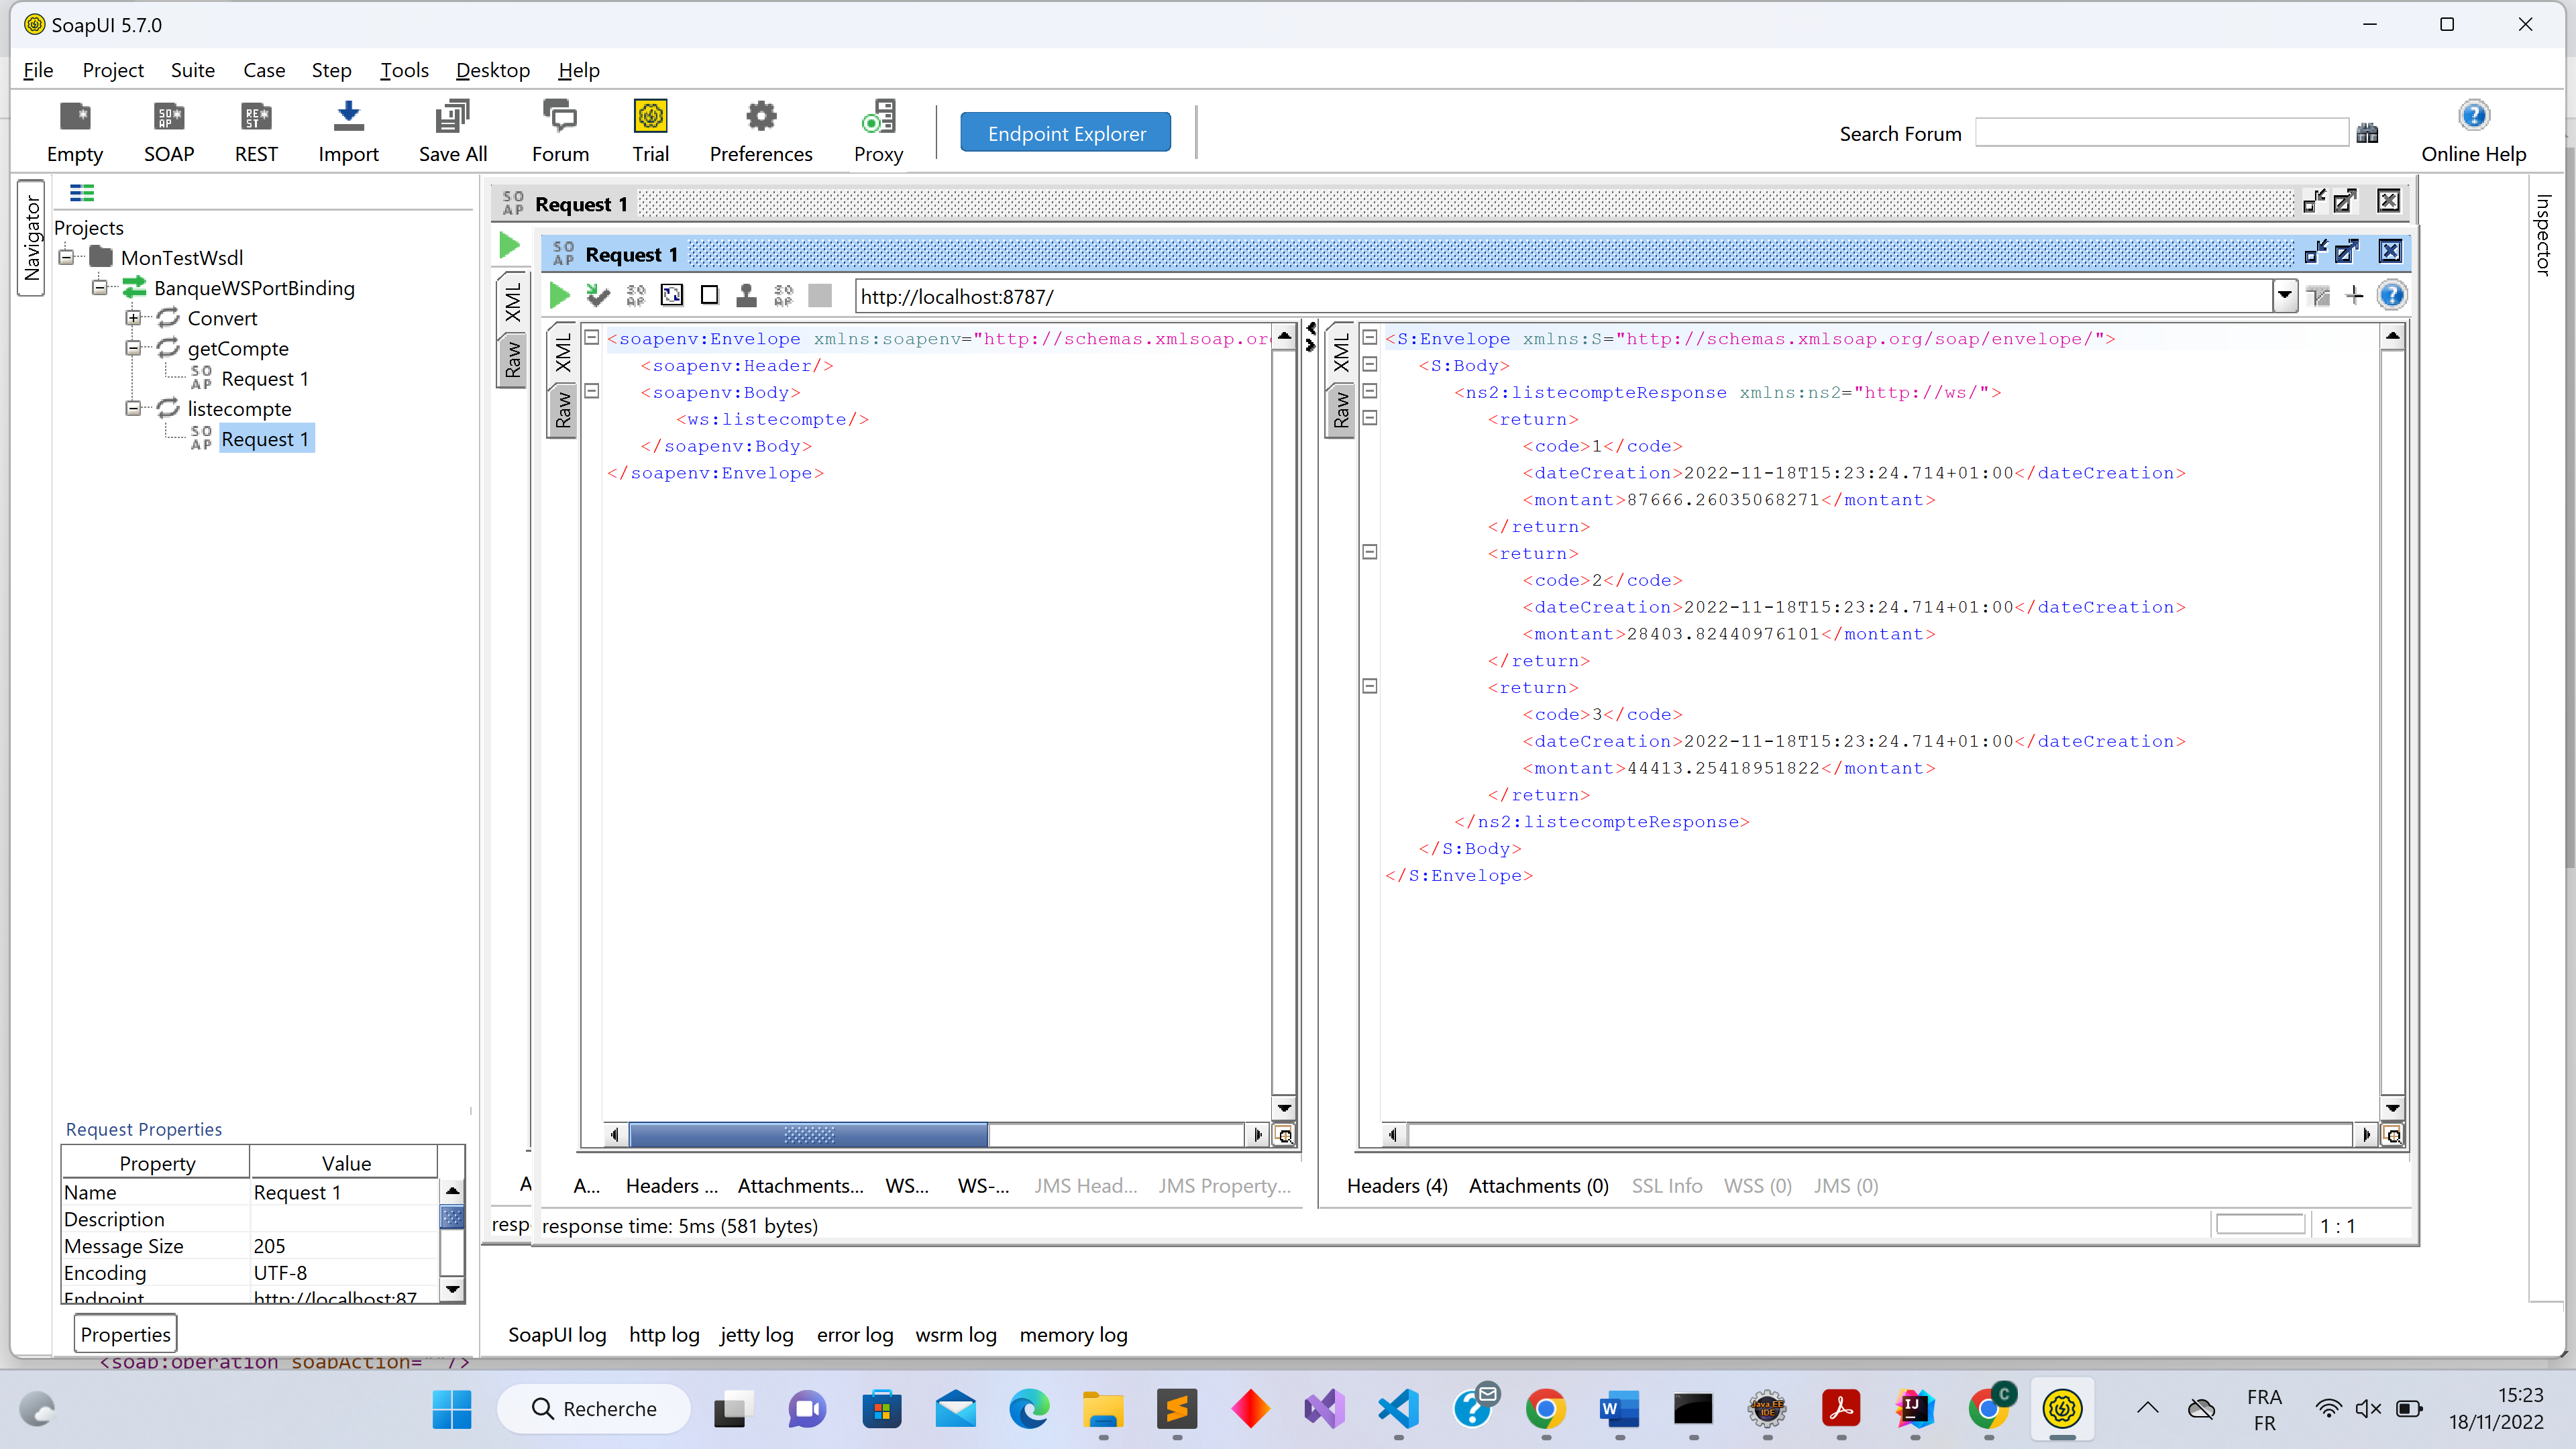 SoapUI 5.7.0
File Project Suite Case Step Tools Desktop Help
Empty SOAP REST Import Save All Forum Trial Preferences Proxy
Endpoint Explorer
Search Forum
Online Help
Navigator
Projects
MonTestWsdl
BanqueWSPortBinding
Convert
getCompte
Request 1
listecompte
Request 1
Request Properties
Property Value
Name Request 1
Description
Message Size 205
Encoding UTF-8
Endpoint http://localhost:87
Properties
Request 1
XML
Raw
Request 1
http://localhost:8787/
XML
Raw
<soapenv:Envelope xmlns:soapenv="http://schemas.xmlsoap.org
<soapenv:Header/>
<soapenv:Body>
<ws:listecompte/>
</soapenv:Body>
</soapenv:Envelope>
XML
Raw
<S:Envelope xmlns:S="http://schemas.xmlsoap.org/soap/envelope/">
<S:Body>
<ns2:listecompteResponse xmlns:ns2="http://ws/">
<return>
<code>1</code>
<dateCreation>2022-11-18T15:23:24.714+01:00</dateCreation>
<montant>87666.26035068271</montant>
</return>
<return>
<code>2</code>
<dateCreation>2022-11-18T15:23:24.714+01:00</dateCreation>
<montant>28403.82440976101</montant>
</return>
<return>
<code>3</code>
<dateCreation>2022-11-18T15:23:24.714+01:00</dateCreation>
<montant>44413.25418951822</montant>
</return>
</ns2:listecompteResponse>
</S:Body>
</S:Envelope>
A
A... Headers ... Attachments... WS... WS-... JMS Head... JMS Property...
Headers (4) Attachments (0) SSL Info WSS (0) JMS (0)
resp
response time: 5ms (581 bytes)
1 : 1
Inspector
SoapUI log http log jetty log error log wsrm log memory log
<soap:operation soapAction=""/>
Recherche
FRA
FR
15:23
18/11/2022